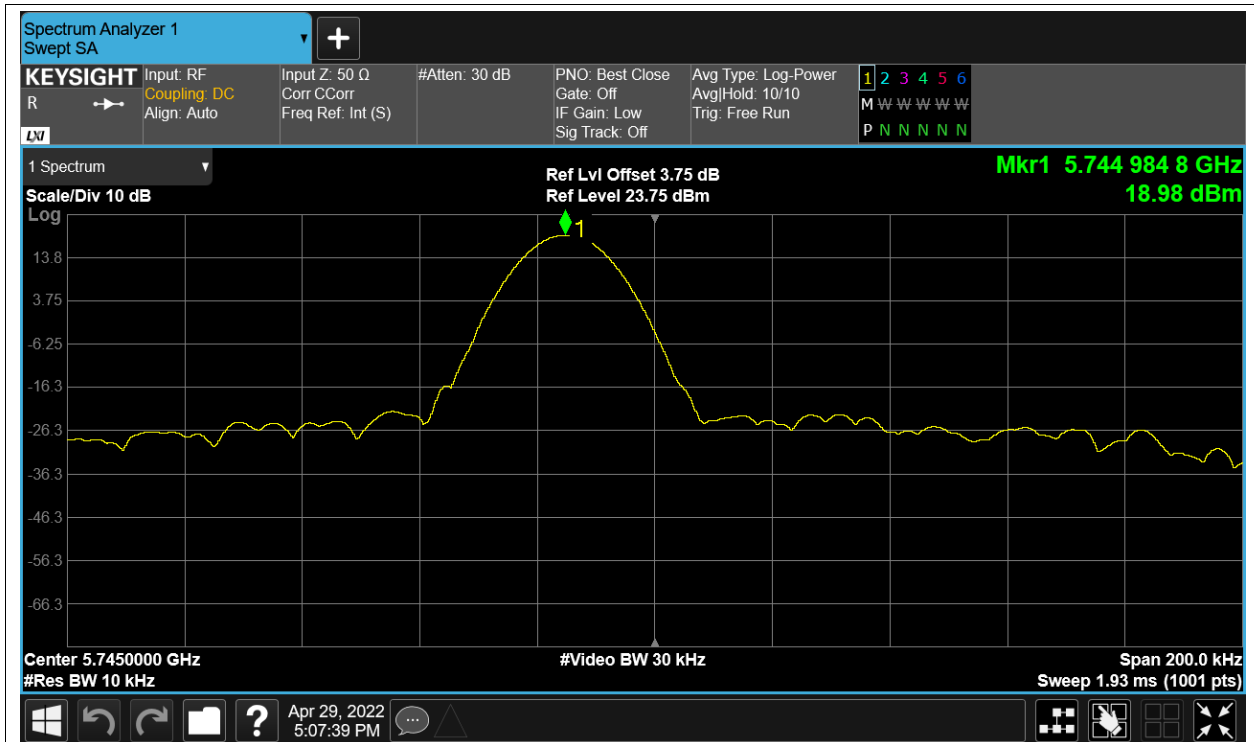 Spectrum Analyzer 1
Swept SA
KEYSIGHT
R
LXI
Input: RF
Coupling: DC
Align: Auto
Input Z: 50 Ω
Corr CCorr
Freq Ref: Int (S)
#Atten: 30 dB
PNO: Best Close
Gate: Off
IF Gain: Low
Sig Track: Off
Avg Type: Log-Power
Avg|Hold: 10/10
Trig: Free Run
1 2 3 4 5 6
M W W W W W
P N N N N N
1 Spectrum
Scale/Div 10 dB
Ref Lvl Offset 3.75 dB
Ref Level 23.75 dBm
Mkr1 5.744 984 8 GHz
18.98 dBm
Log
1
13.8
3.75
-6.25
-16.3
-26.3
-36.3
-46.3
-56.3
-66.3
Center 5.7450000 GHz
#Video BW 30 kHz
Span 200.0 kHz
#Res BW 10 kHz
Sweep 1.93 ms (1001 pts)
?
Apr 29, 2022
5:07:39 PM